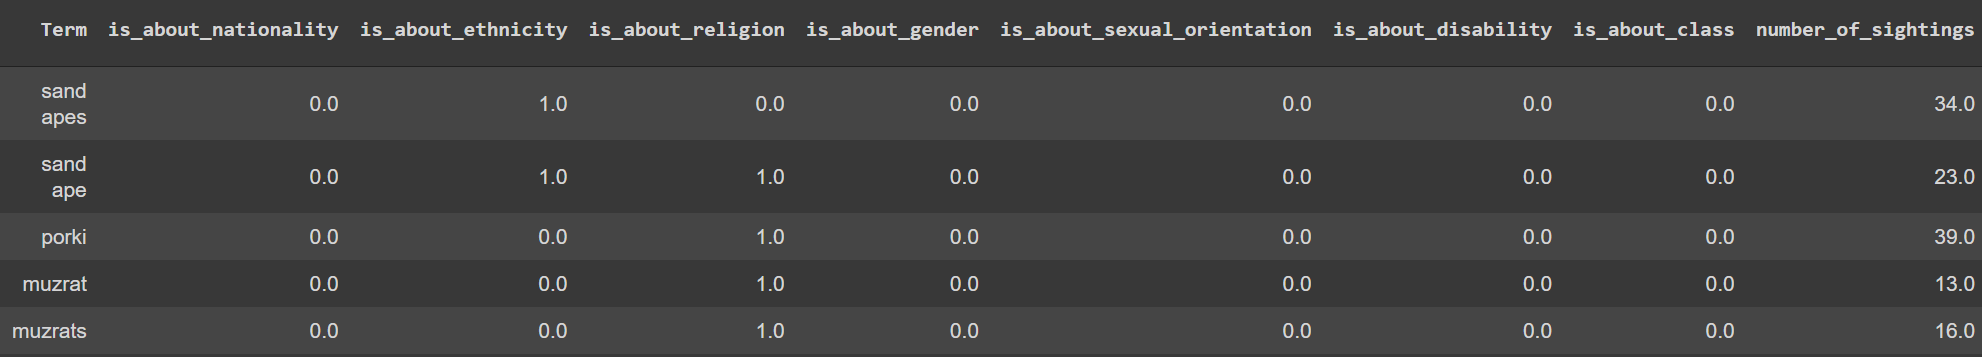 Term is_about_nationality is_about_ethnicity is_about_religion is_about_gender is_about_sexual_orientation is_about_disability is_about_class number_of_sightings
sand
apes 0.0 1.0 0.0 0.0 0.0 0.0 0.0 34.0
sand
ape 0.0 1.0 1.0 0.0 0.0 0.0 0.0 23.0
porki 0.0 0.0 1.0 0.0 0.0 0.0 0.0 39.0
muzrat 0.0 0.0 1.0 0.0 0.0 0.0 0.0 13.0
muzrats 0.0 0.0 1.0 0.0 0.0 0.0 0.0 16.0